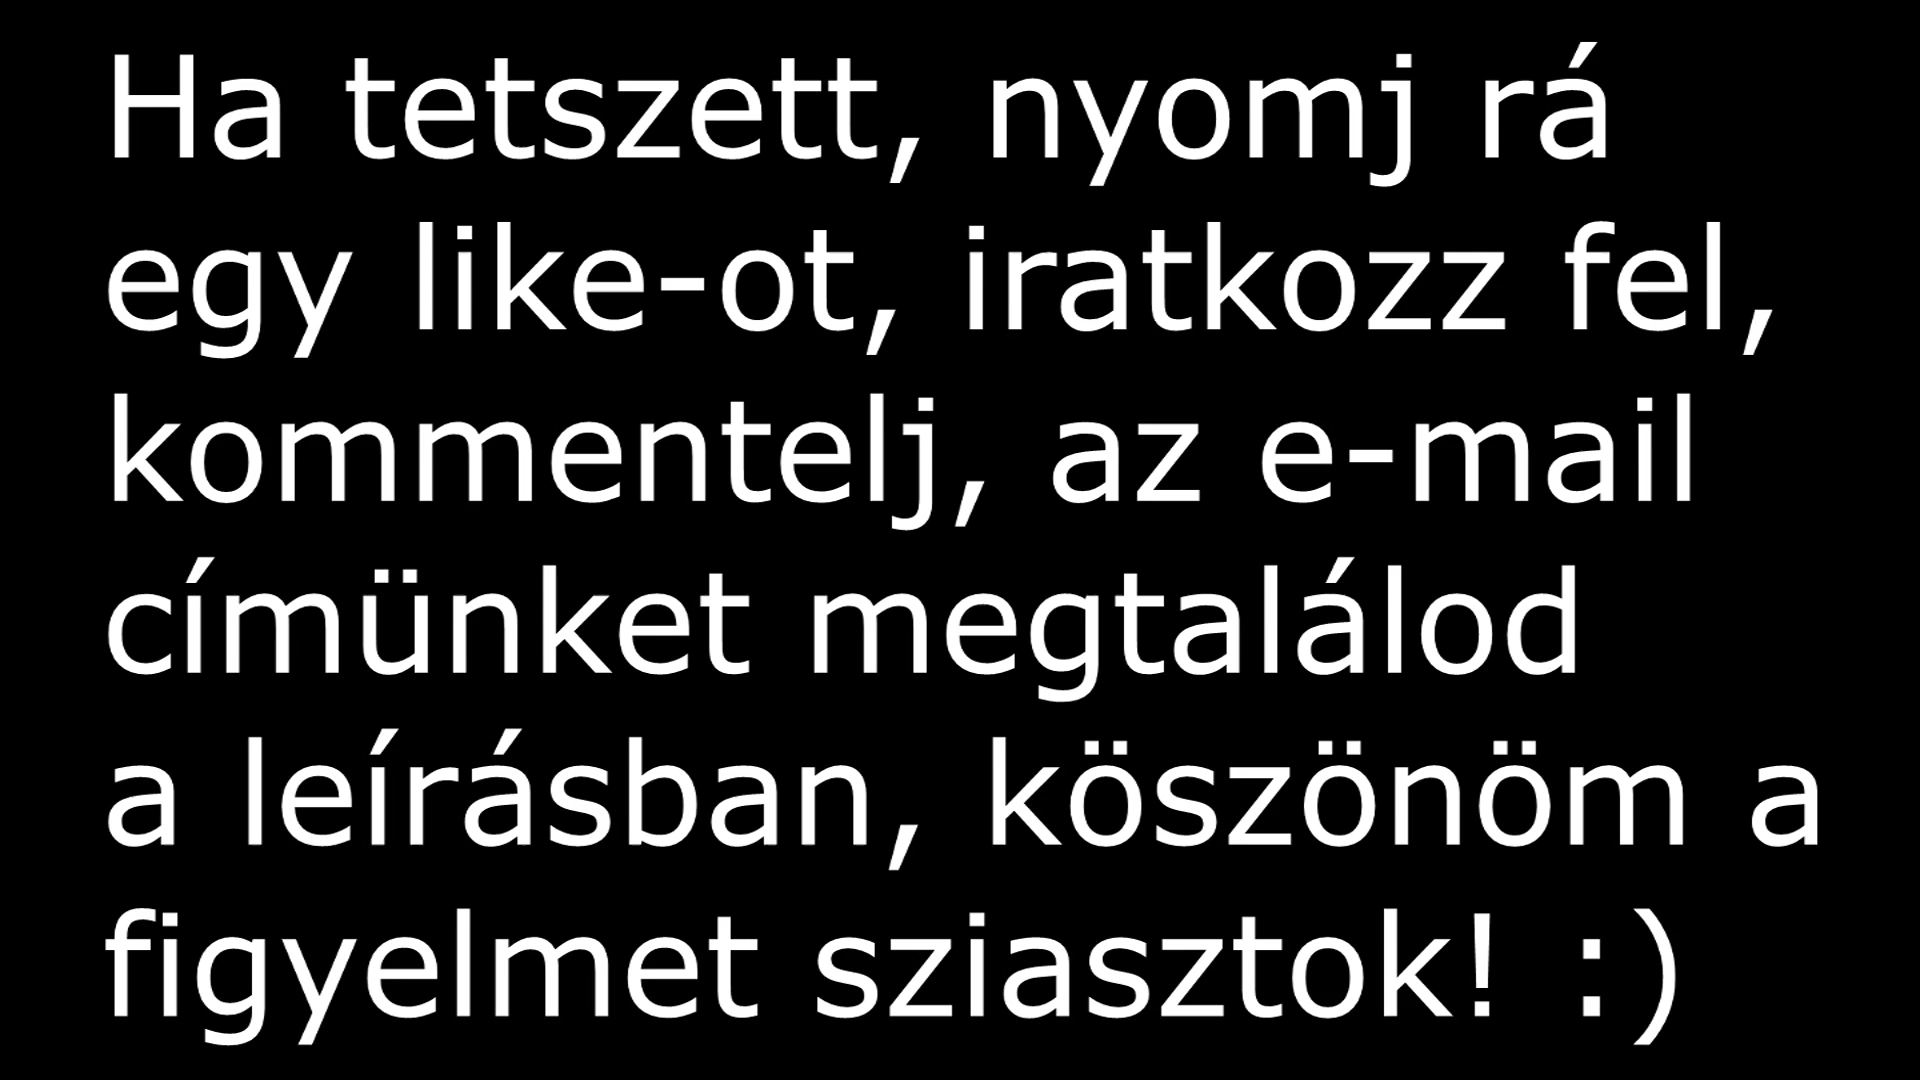 Ha tetszett, nyomj rá
egy like-ot, iratkozz fel,
kommentelj, az e-mail
címünket megtalálod
a leírásban, köszönöm a
figyelmet sziasztok! :)